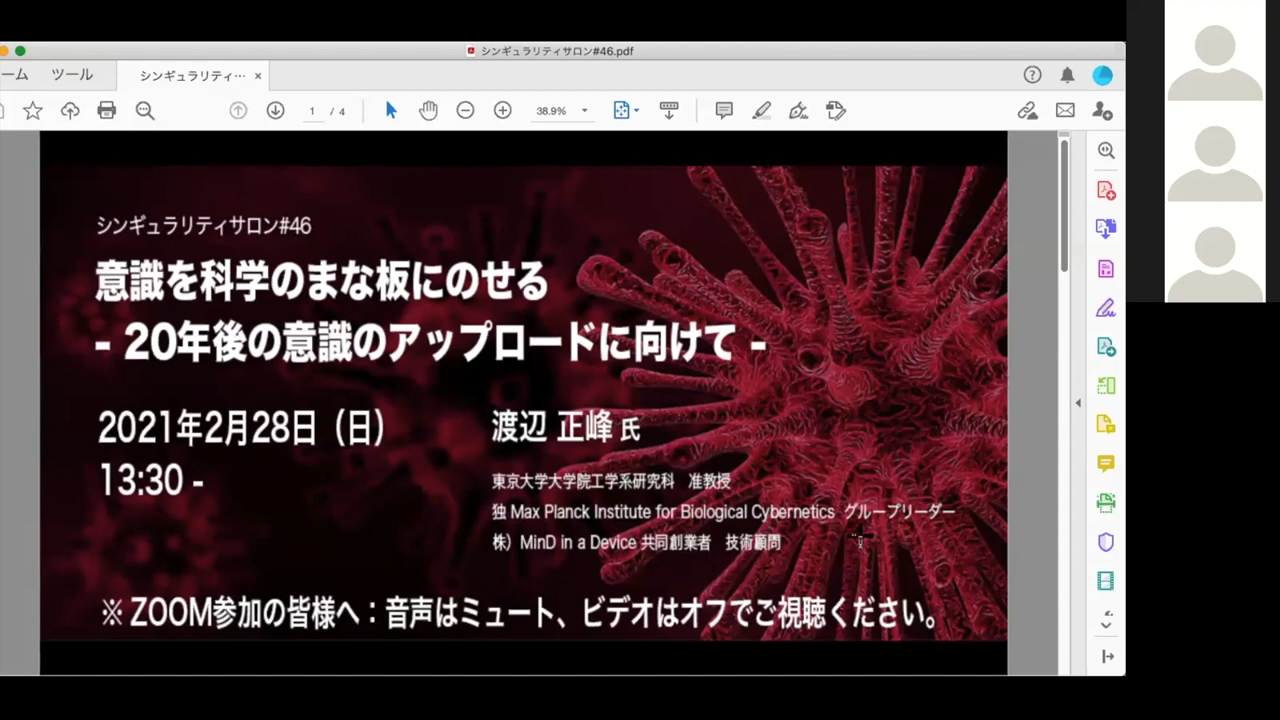 シンギュラリティサロン#46.pdf
ーム ツール シンギュラリティ… ×
1 / 4 38.9%
シンギュラリティサロン#46
意識を科学のまな板にのせる
- 20年後の意識のアップロードに向けて -
2021年2月28日（日）
13:30 -
渡辺 正峰 氏
東京大学大学院工学系研究科 准教授
独 Max Planck Institute for Biological Cybernetics グループリーダー
株）MinD in a Device 共同創業者 技術顧問
※ ZOOM参加の皆様へ：音声はミュート、ビデオはオフでご視聴ください。